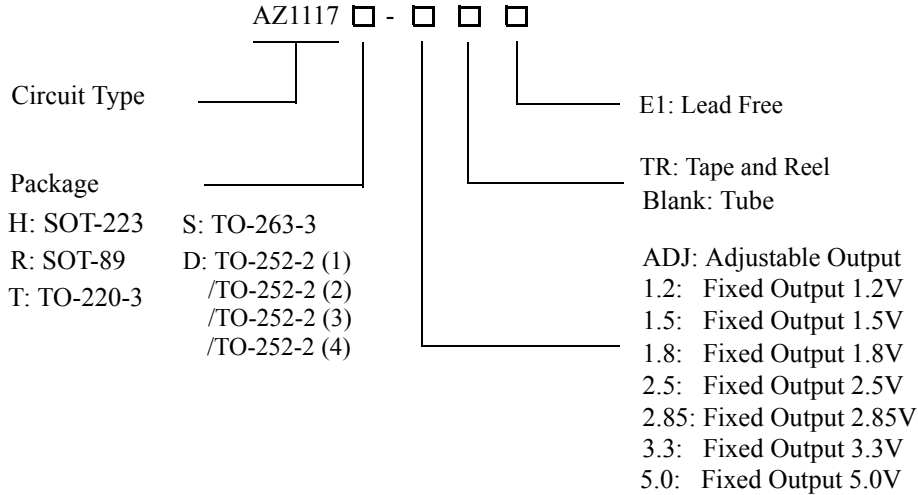 AZ1117 -
Circuit Type
Package
H: SOT-223
R: SOT-89
T: TO-220-3
S: TO-263-3
D: TO-252-2 (1)
/TO-252-2 (2)
/TO-252-2 (3)
/TO-252-2 (4)
E1: Lead Free
TR: Tape and Reel
Blank: Tube
ADJ: Adjustable Output
1.2: Fixed Output 1.2V
1.5: Fixed Output 1.5V
1.8: Fixed Output 1.8V
2.5: Fixed Output 2.5V
2.85: Fixed Output 2.85V
3.3: Fixed Output 3.3V
5.0: Fixed Output 5.0V